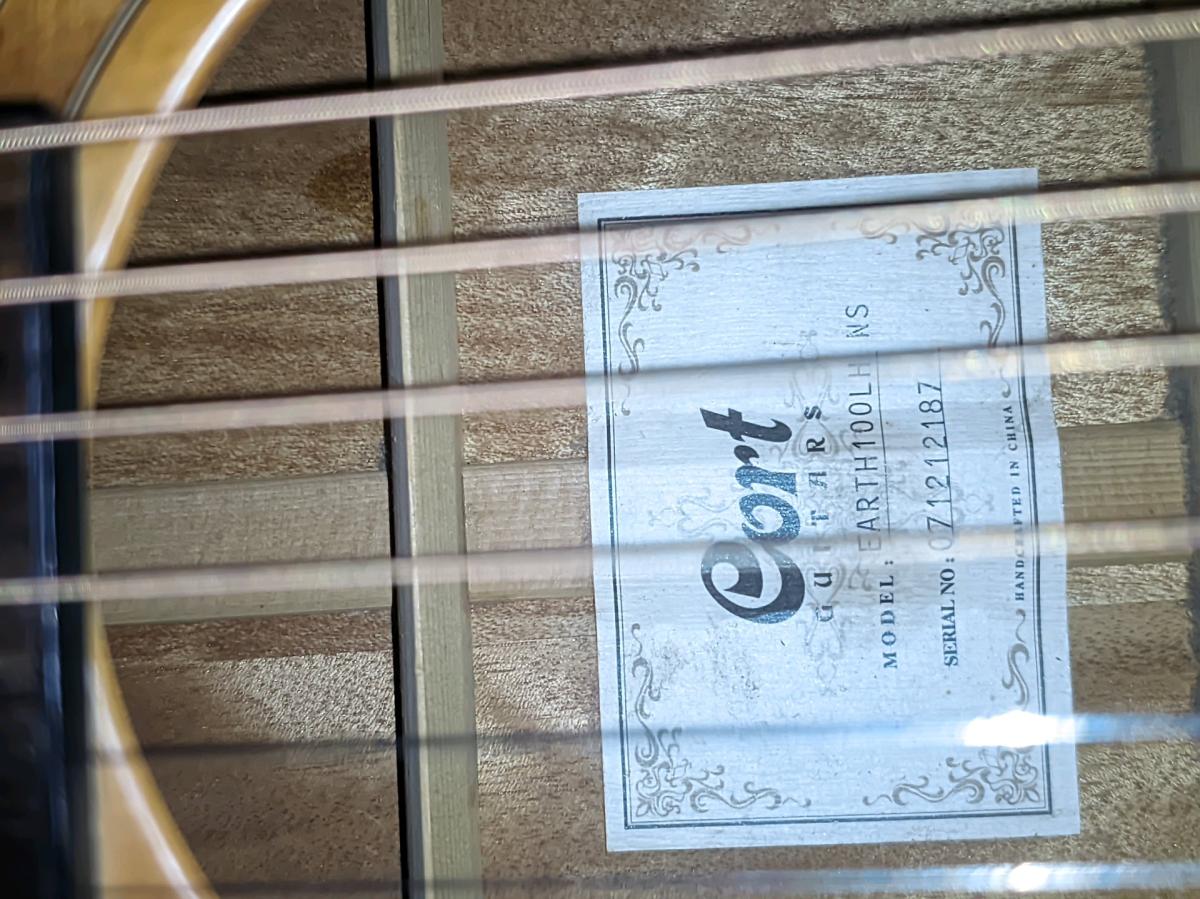 Cort
GUITARS
MODEL: EARTH100LH NS
SERIAL NO: 071212187
HANDCRAFTED IN CHINA